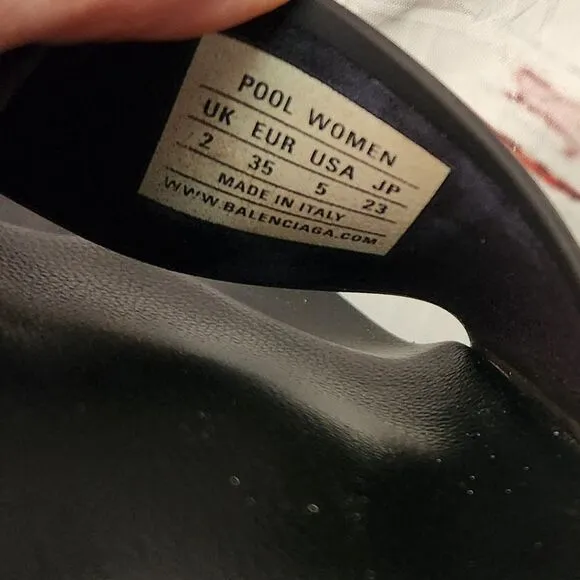 POOL WOMEN
UK EUR USA JP
2 35 5 23
MADE IN ITALY
WWW.BALENCIAGA.COM